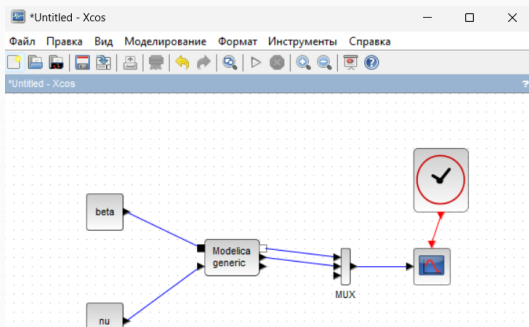 *Untitled - Xcos
Файл Правка Вид Моделирование Формат Инструменты Справка
*Untitled - Xcos ?
beta
Modelica
generic
MUX
nu